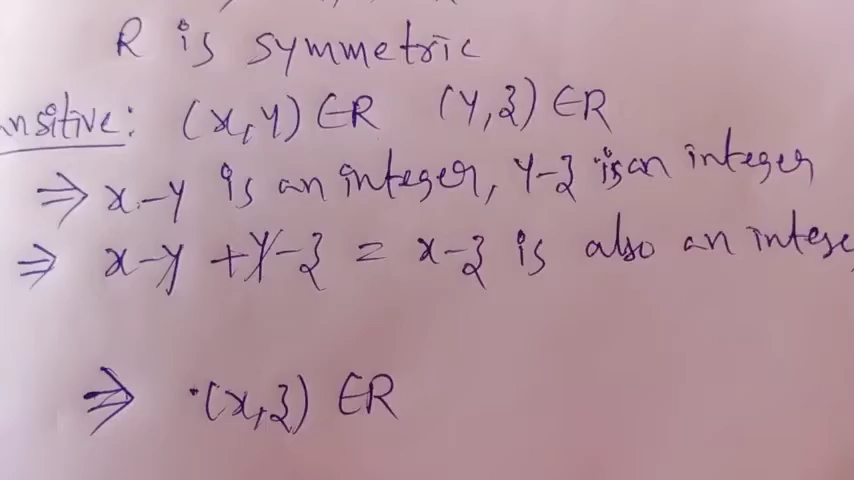 R is symmetric
nsitive: (x,y) ∈R (y,z) ∈R
⇒ x-y is an integer, y-z is an integer
⇒ x-y +y-z = x-z is also an intege
⇒ (x,z) ∈R